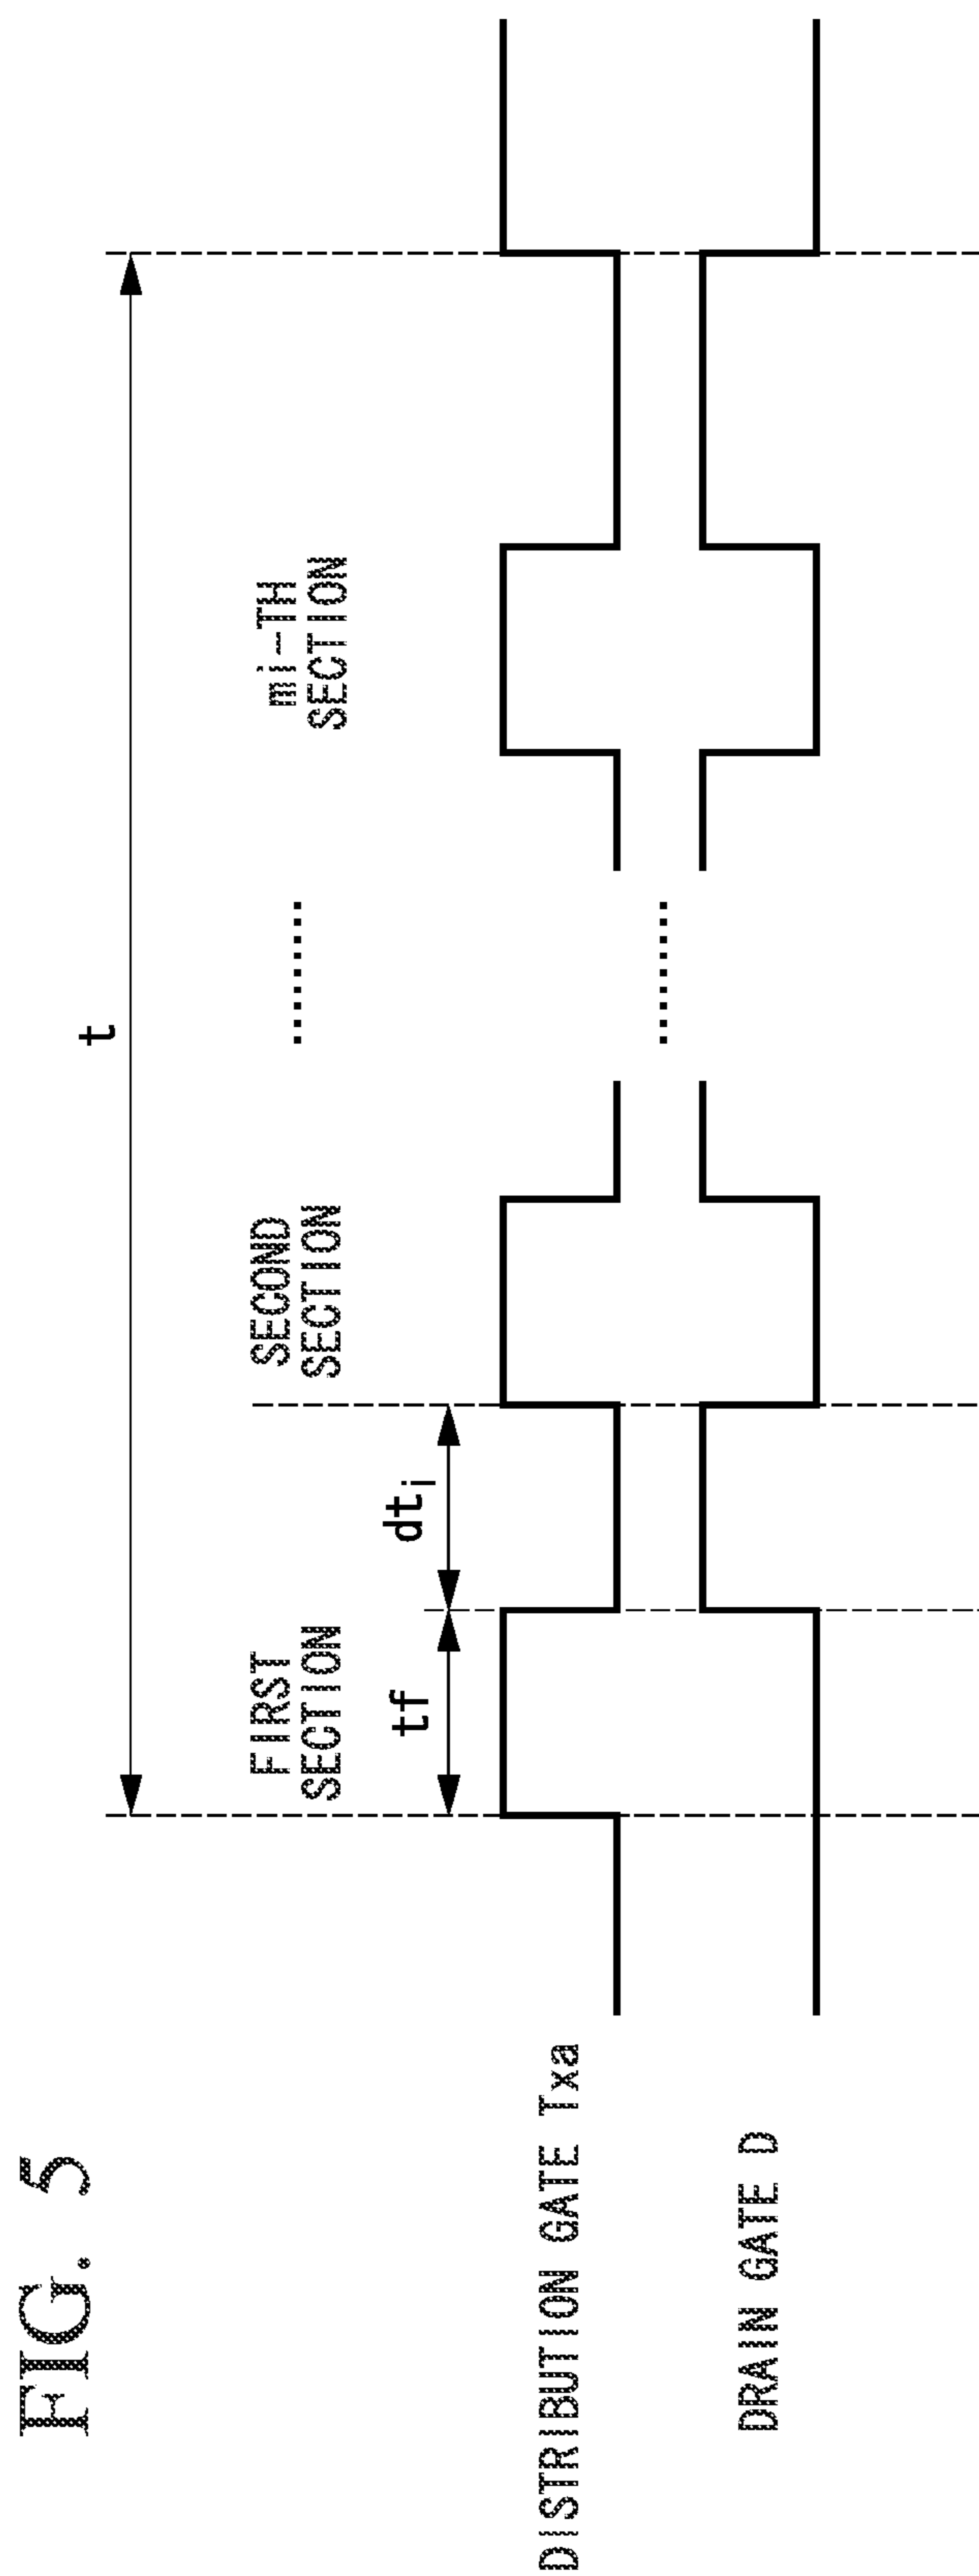 FIG. 5
t
FIRST
SECTION
SECOND
SECTION
........
mi-TH
SECTION
tf
dti
DISTRIBUTION GATE Txa
........
DRAIN GATE D